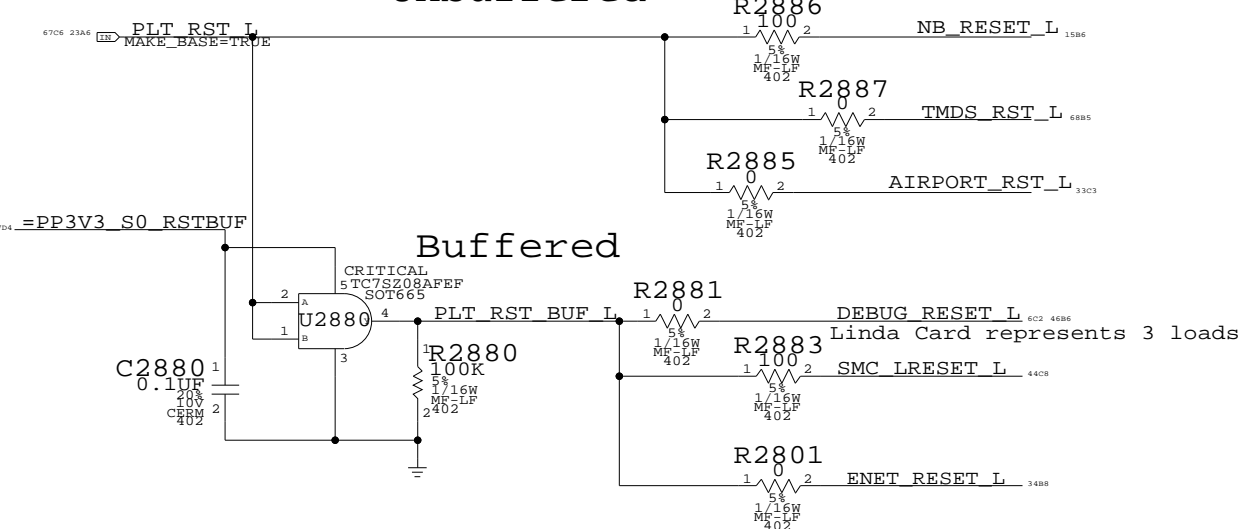 R2886
67C6 23A6 IN PLT_RST_L 1 100 2 NB_RESET_L 15B6
MAKE_BASE=TRUE
5%
1/16W
MF-LF
402
R2887
1 0 2 TMDS_RST_L 68B5
5%
1/16W
MF-LF
402
R2885
1 0 2 AIRPORT_RST_L 33C3
5%
1/16W
MF-LF
402
=PP3V3_S0_RSTBUF
Buffered
CRITICAL
5 TC7SZ08AFEF
SOT665
2 A
U2880 4 PLT_RST_BUF_L
1 B
3
R2881
1 0 2 DEBUG_RESET_L 6C2 46B6
5%
1/16W
MF-LF
402
Linda Card represents 3 loads
C2880 1
0.1UF
20%
10V
CERM 2
402
1 R2880
100K
5%
1/16W
MF-LF
2 402
R2883
1 100 2 SMC_LRESET_L 44C8
5%
1/16W
MF-LF
402
R2801
1 0 2 ENET_RESET_L 34B8
5%
1/16W
MF-LF
402